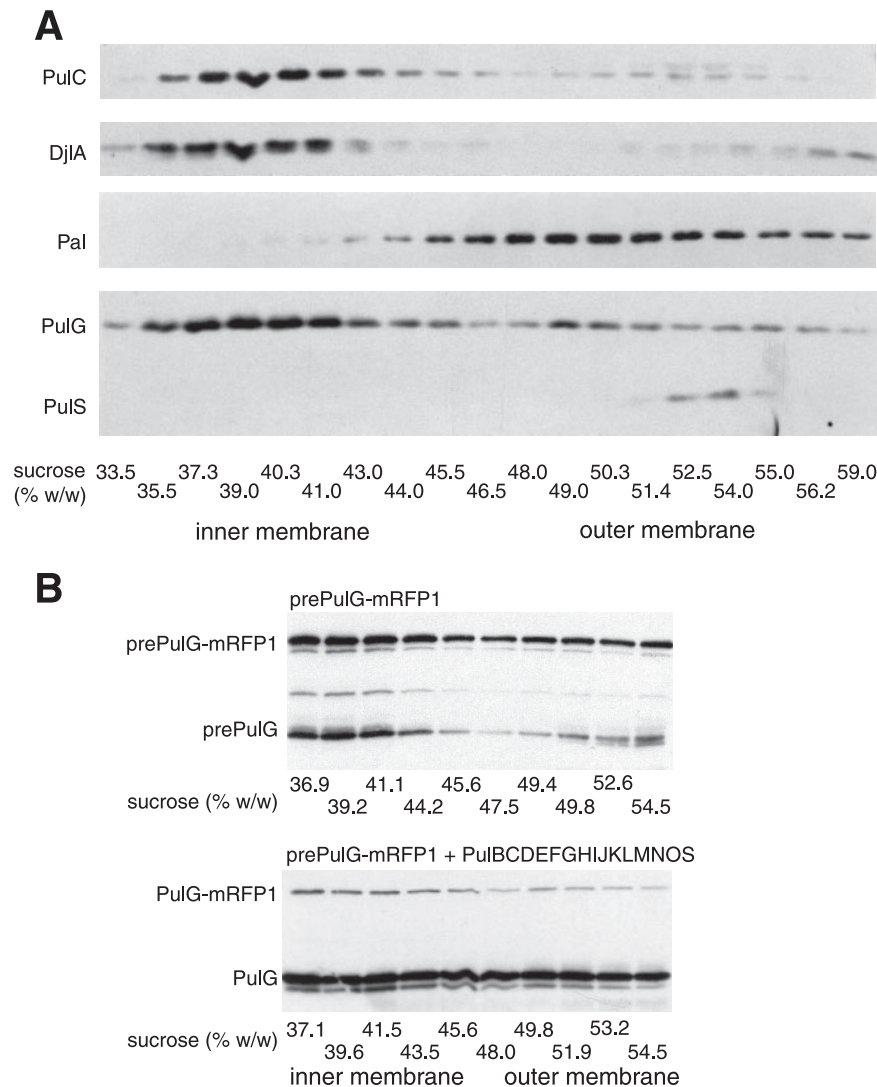 A
PulC
DjlA
Pal
PulG
PulS
sucrose 33.5 37.3 40.3 43.0 45.5 48.0 50.3 52.5 55.0 59.0
(% w/w) 35.5 39.0 41.0 44.0 46.5 49.0 51.4 54.0 56.2
inner membrane outer membrane
B
prePulG-mRFP1
prePulG-mRFP1
prePulG
36.9 41.1 45.6 49.4 52.6
sucrose (% w/w) 39.2 44.2 47.5 49.8 54.5
prePulG-mRFP1 + PulBCDEFGHIJKLMNOS
PulG-mRFP1
PulG
37.1 41.5 45.6 49.8 53.2
sucrose (% w/w) 39.6 43.5 48.0 51.9 54.5
inner membrane outer membrane